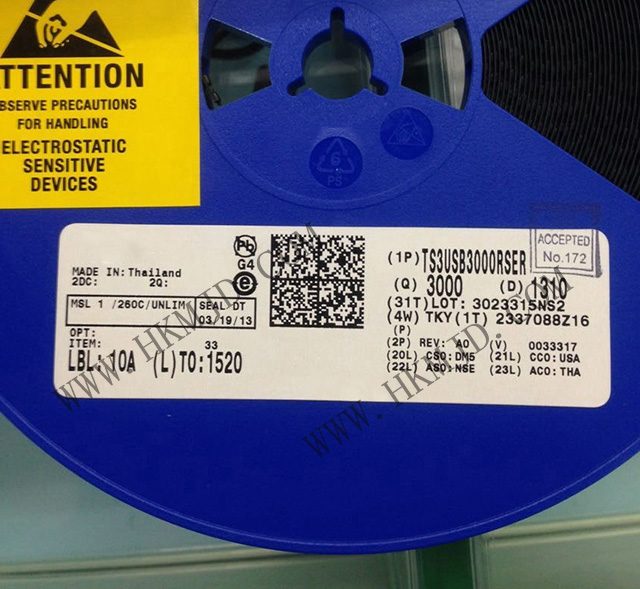 TTENTION
BSERVE PRECAUTIONS
FOR HANDLING
ELECTROSTATIC
SENSITIVE
DEVICES
6
PS
Pb
G4
e
MADE IN: Thailand
2DC: 2Q:
MSL 1 /260C/UNLIM SEAL DT
03/19/13
OPT:
ITEM: 33
LBL: 10A (L)TO:1520
(1P) TS3USB3000RSER
(Q) 3000 (D) 1310
(31T) LOT: 3023315NS2
(4W) TKY(1T) 2337088Z16
(P)
(2P) REV: A0 (V) 0033317
(20L) CSO:DM5 (21L) CCO:USA
(22L) ASO:NSE (23L) ACO:THA
ACCEPTED
No.172
WWW.HKMJD.COM
WWW.HKMJD.COM